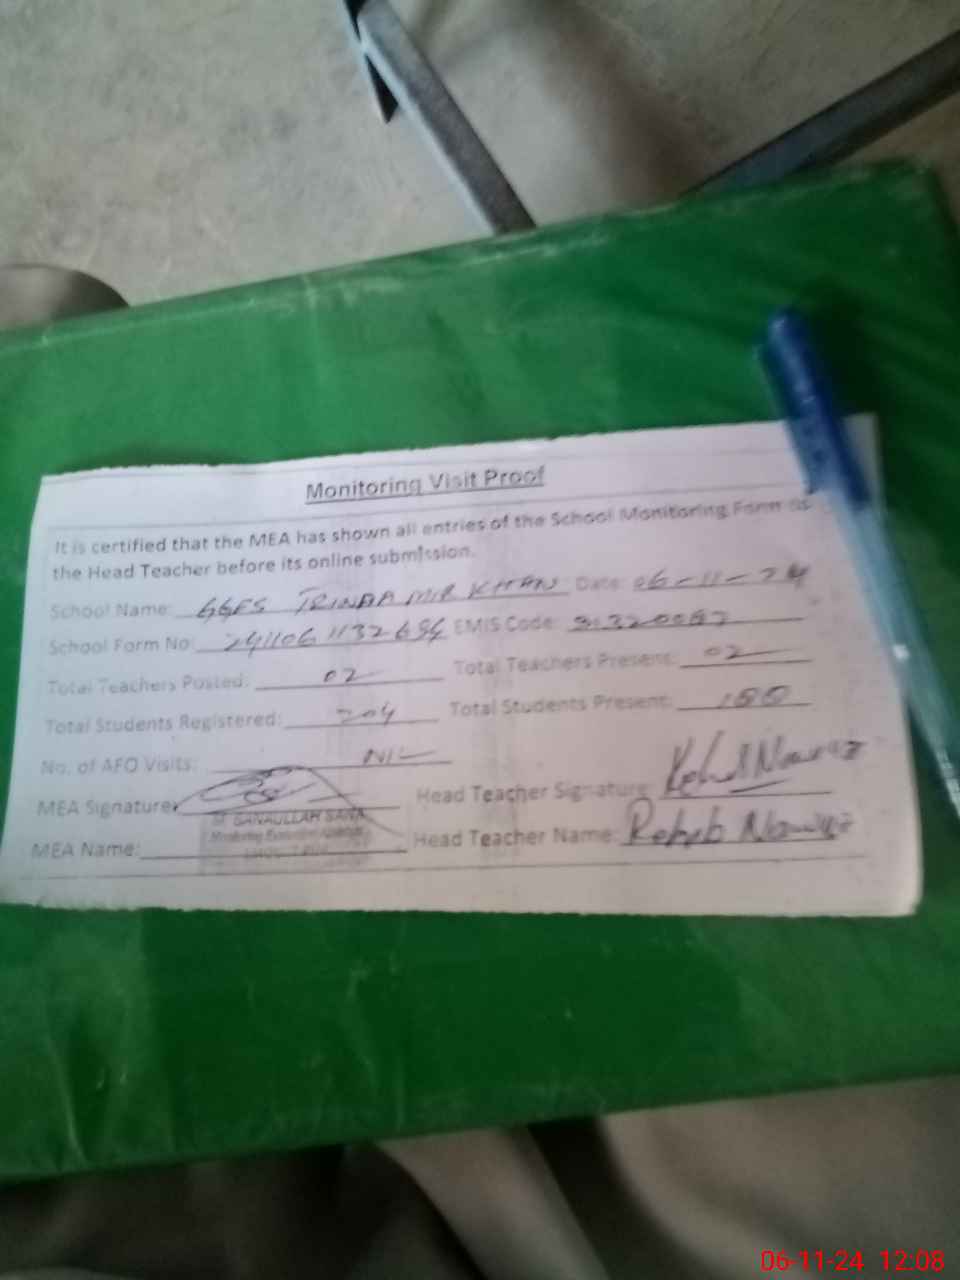 Monitoring Visit Proof
It is certified that the MEA has shown all entries of the School Monitoring Form to
the Head Teacher before its online submission.
School Name: GGES TRINDA MIR KHAN Date: 06-11-24
School Form No: EMIS Code:
Total Teachers Posted: 02 Total Teachers Present: 02
Total Students Registered: 204 Total Students Present:
No. of AFO Visits: NIL
MEA Signature: Head Teacher Signature:
M. SANAULLAH SANA
MEA Name: Head Teacher Name:
06-11-24 12:08